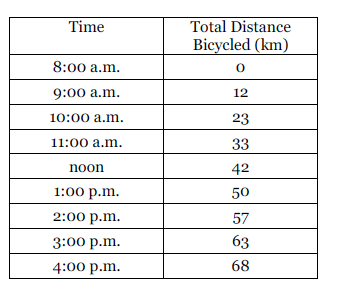 Time Total Distance
Bicycled (km)
8:00 a.m. 0
9:00 a.m. 12
10:00 a.m. 23
11:00 a.m. 33
noon 42
1:00 p.m. 50
2:00 p.m. 57
3:00 p.m. 63
4:00 p.m. 68